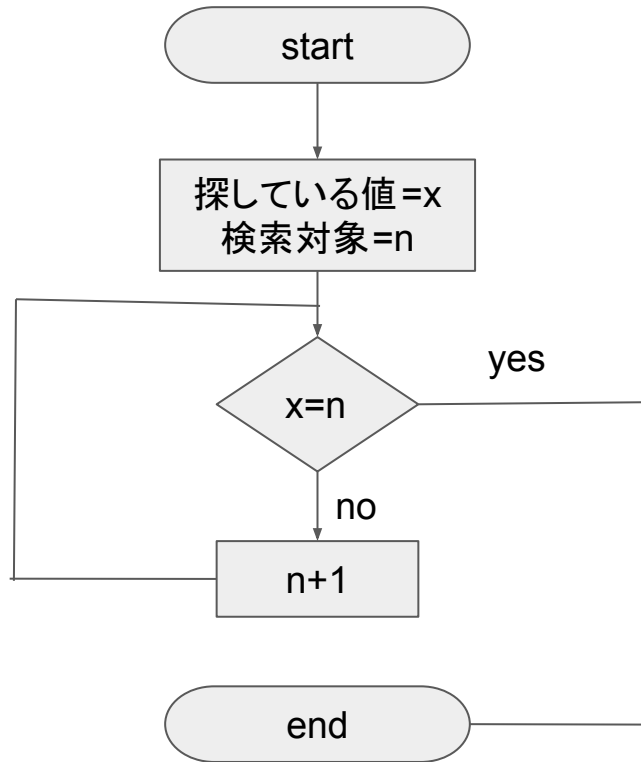 start
探している値=x
検索対象=n
x=n
yes
no
n+1
end